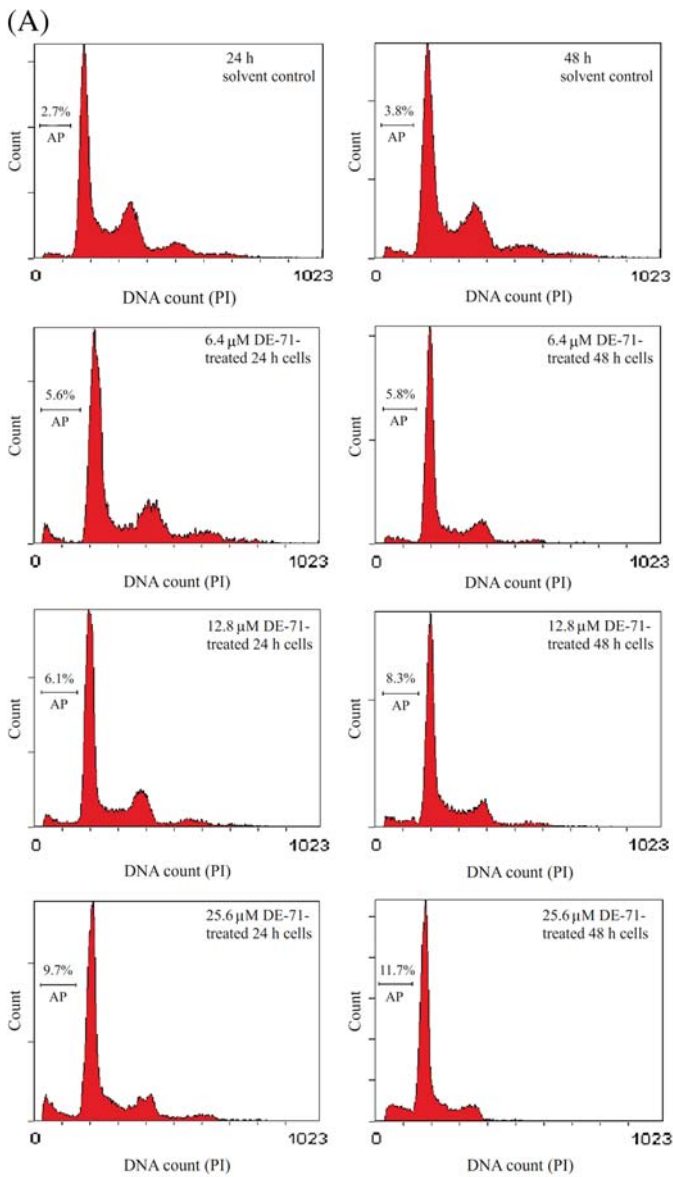 (A)
24 h
solvent control
2.7%
AP
Count
0
1023
DNA count (PI)
48 h
solvent control
3.8%
AP
Count
0
1023
DNA count (PI)
6.4 μM DE-71-
treated 24 h cells
5.6%
AP
Count
0
1023
DNA count (PI)
6.4 μM DE-71-
treated 48 h cells
5.8%
AP
Count
0
1023
DNA count (PI)
12.8 μM DE-71-
treated 24 h cells
6.1%
AP
Count
0
1023
DNA count (PI)
12.8 μM DE-71-
treated 48 h cells
8.3%
AP
Count
0
1023
DNA count (PI)
25.6 μM DE-71-
treated 24 h cells
9.7%
AP
Count
0
1023
DNA count (PI)
25.6 μM DE-71-
treated 48 h cells
11.7%
AP
Count
0
1023
DNA count (PI)